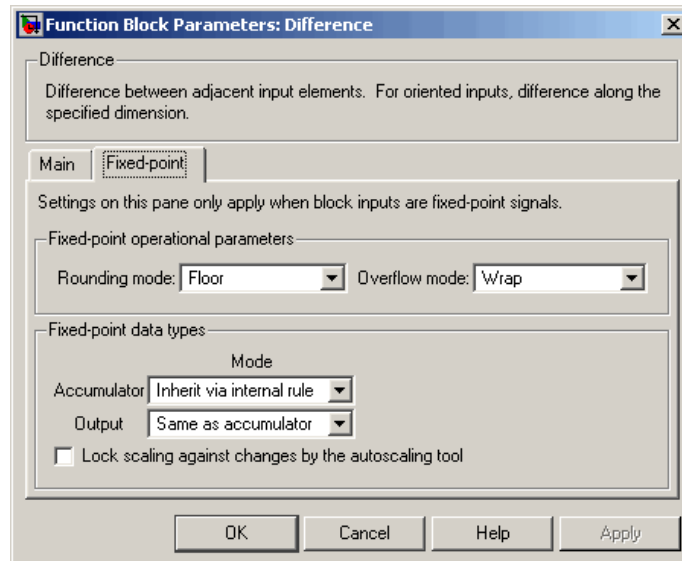 Function Block Parameters: Difference
Difference
Difference between adjacent input elements. For oriented inputs, difference along the
specified dimension.
Main Fixed-point
Settings on this pane only apply when block inputs are fixed-point signals.
Fixed-point operational parameters
Rounding mode: Floor Overflow mode: Wrap
Fixed-point data types
Mode
Accumulator Inherit via internal rule
Output Same as accumulator
Lock scaling against changes by the autoscaling tool
OK Cancel Help Apply